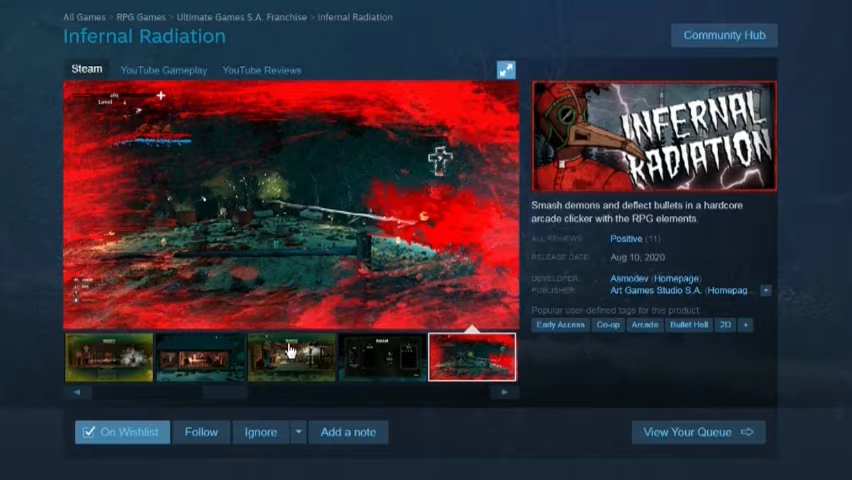 All Games > RPG Games > Ultimate Games S.A. Franchise > Infernal Radiation
Infernal Radiation
Community Hub
Steam
YouTube Gameplay
YouTube Reviews
Level
INFERNAL
RADIATION
Smash demons and deflect bullets in a hardcore
arcade clicker with the RPG elements.
ALL REVIEWS:
Positive (11)
RELEASE DATE:
Aug 10, 2020
DEVELOPER:
Asmodev (Homepage)
PUBLISHER:
Art Games Studio S.A. (Homepag...
+
Popular user-defined tags for this product:
Early Access
Co-op
Arcade
Bullet Hell
2D
+
On Wishlist
Follow
Ignore
Add a note
View Your Queue